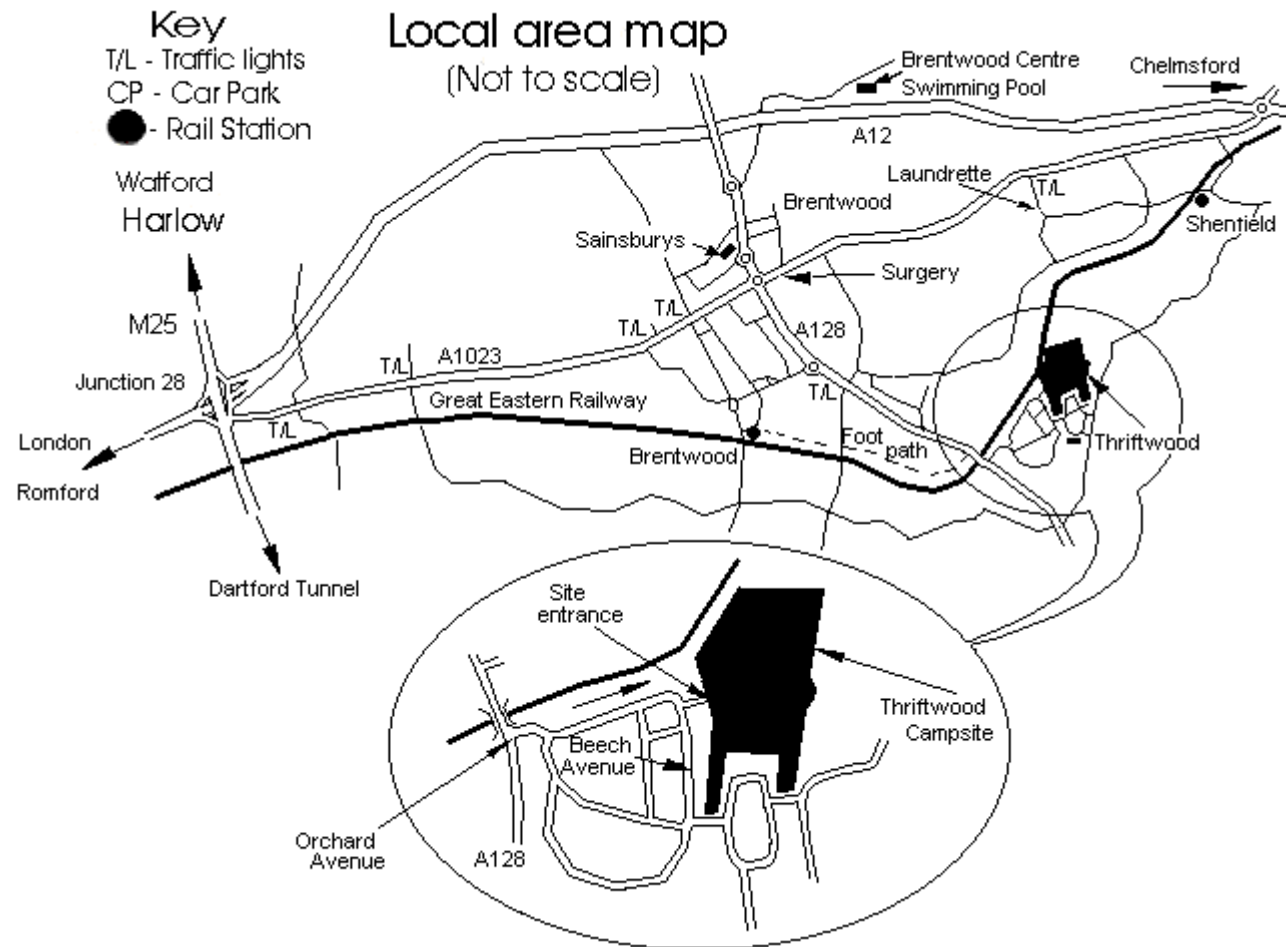 Key
T/L - Traffic lights
CP - Car Park
- Rail Station
Local area map
(Not to scale)
Brentwood Centre
Swimming Pool
Chelmsford
A12
Watford
Harlow
M25
Junction 28
London
Romford
Dartford Tunnel
T/L
T/L
A1023
Great Eastern Railway
T/L
T/L
Sainsburys
Brentwood
Surgery
A128
T/L
Laundrette
T/L
Shenfield
Brentwood
Foot
path
Thriftwood
Site
entrance
Thriftwood
Campsite
Beech
Avenue
Orchard
Avenue
A128